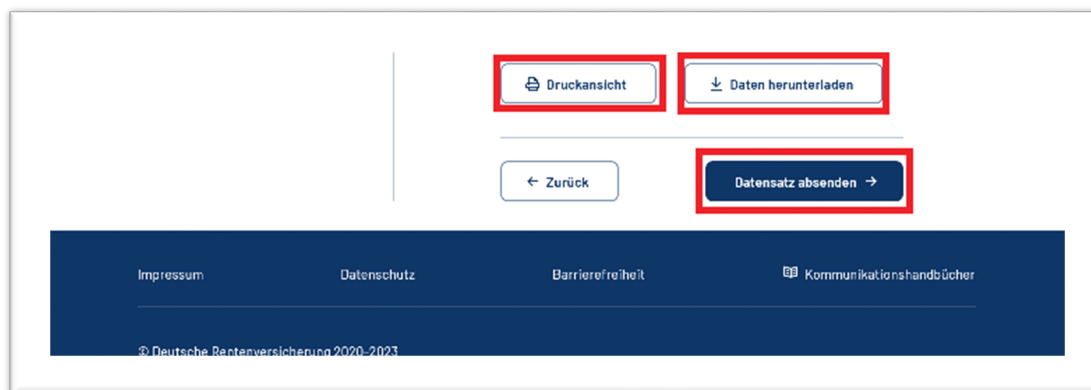 Druckansicht
Daten herunterladen
Zurück
Datensatz absenden
Impressum Datenschutz Barrierefreiheit Kommunikationshandbücher
© Deutsche Rentenversicherung 2020-2023